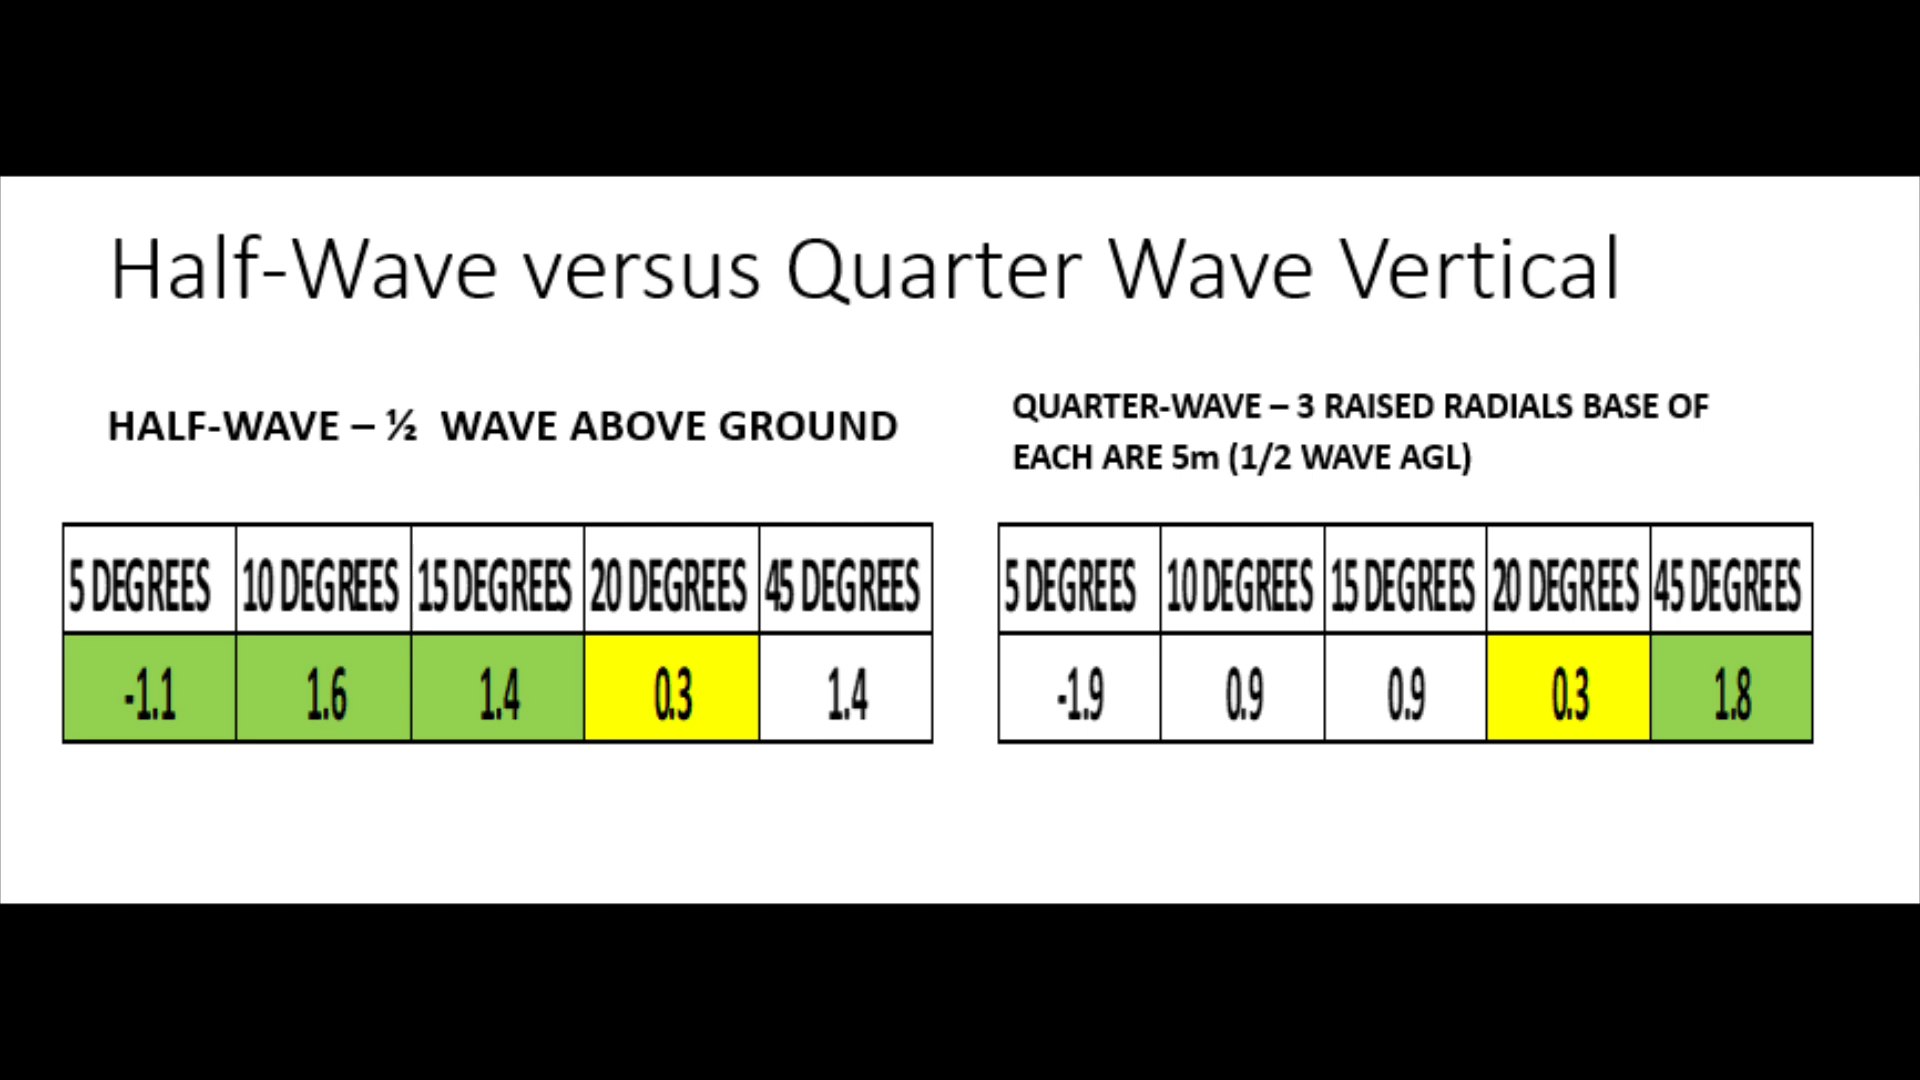 Half-Wave versus Quarter Wave Vertical
HALF-WAVE – ½ WAVE ABOVE GROUND
QUARTER-WAVE – 3 RAISED RADIALS BASE OF
EACH ARE 5m (1/2 WAVE AGL)
5 DEGREES 10 DEGREES 15 DEGREES 20 DEGREES 45 DEGREES
-1.1 1.6 1.4 0.3 1.4
5 DEGREES 10 DEGREES 15 DEGREES 20 DEGREES 45 DEGREES
-1.9 0.9 0.9 0.3 1.8